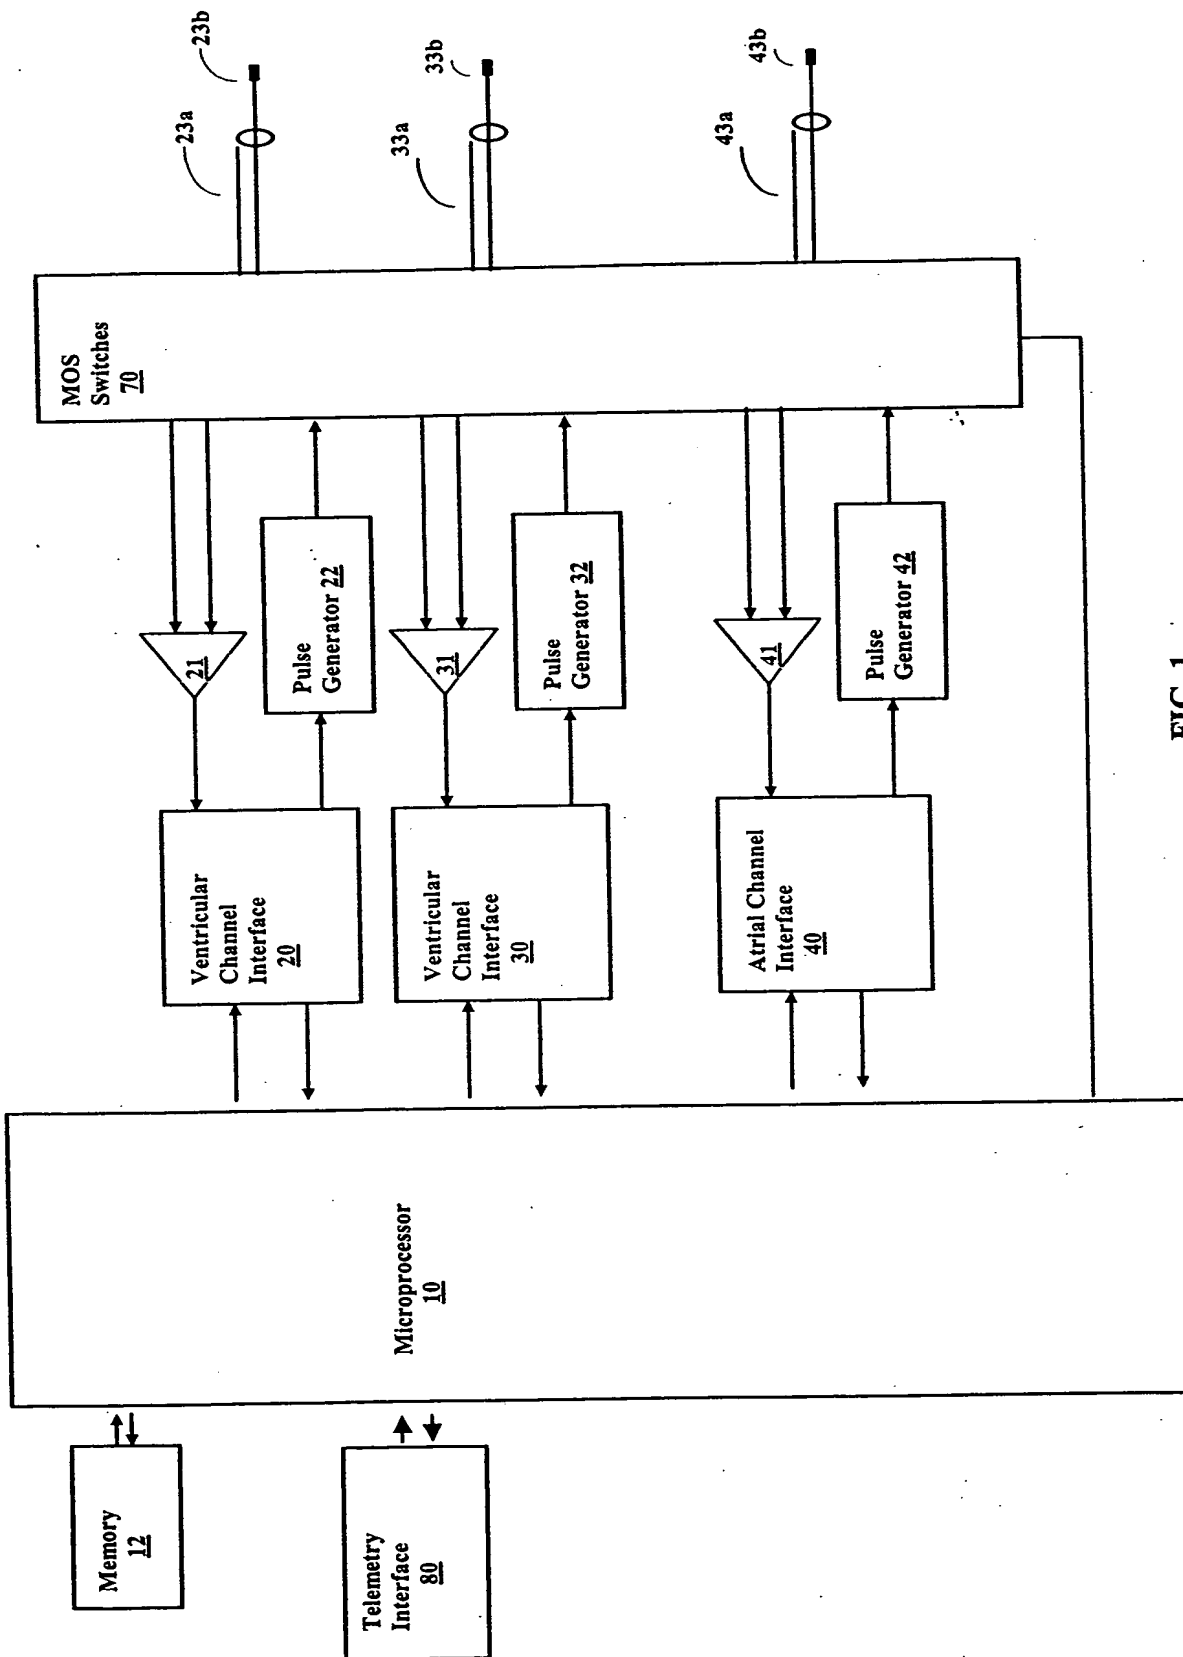 Memory
12
Telemetry
Interface
80
Microprocessor
10
Ventricular
Channel
Interface
20
Ventricular
Channel
Interface
30
Atrial Channel
Interface
40
21
Pulse
Generator 22
31
Pulse
Generator 32
41
Pulse
Generator 42
MOS
Switches
70
23a
23b
33a
33b
43a
43b
FIG. 1